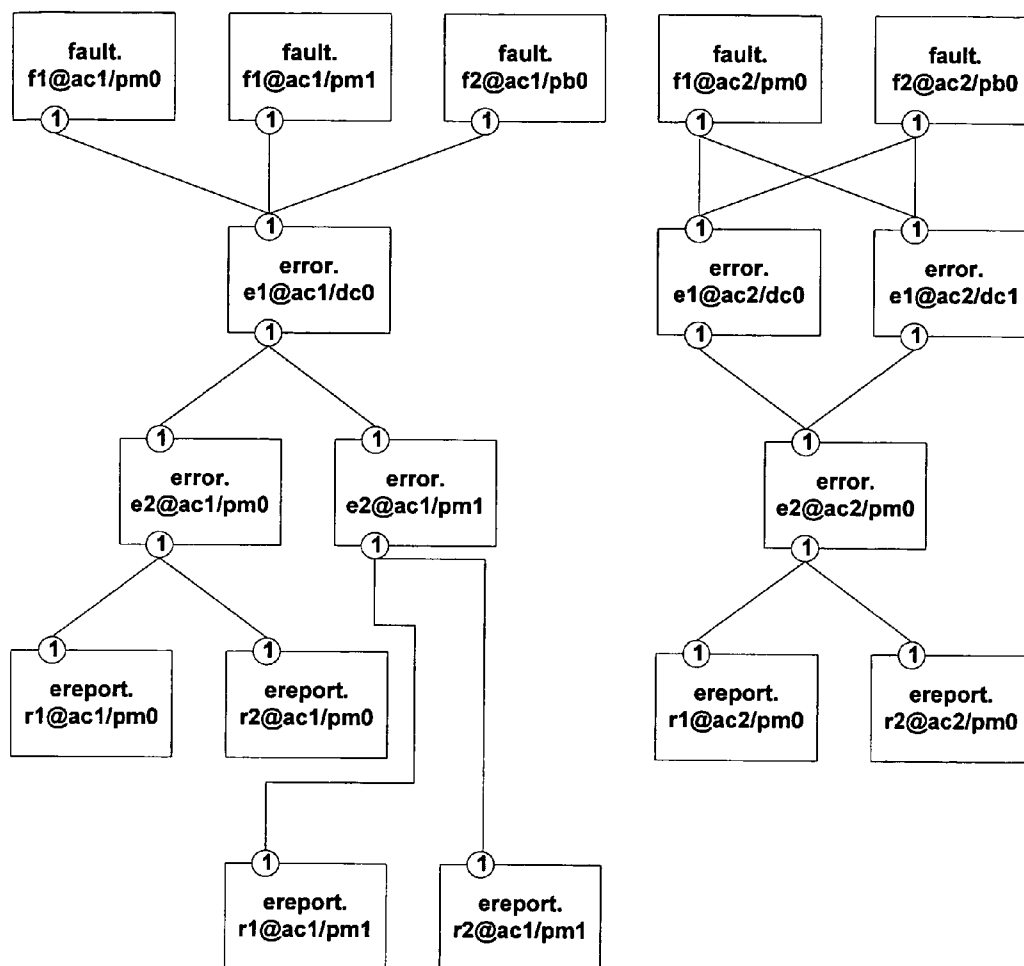 fault.
f1@ac1/pm0
1
fault.
f1@ac1/pm1
1
fault.
f2@ac1/pb0
1
fault.
f1@ac2/pm0
1
fault.
f2@ac2/pb0
1
1
error.
e1@ac1/dc0
1
1
error.
e1@ac2/dc0
1
1
error.
e1@ac2/dc1
1
1
error.
e2@ac1/pm0
1
1
error.
e2@ac1/pm1
1
1
error.
e2@ac2/pm0
1
1
ereport.
r1@ac1/pm0
1
ereport.
r2@ac1/pm0
1
ereport.
r1@ac2/pm0
1
ereport.
r2@ac2/pm0
1
ereport.
r1@ac1/pm1
1
ereport.
r2@ac1/pm1